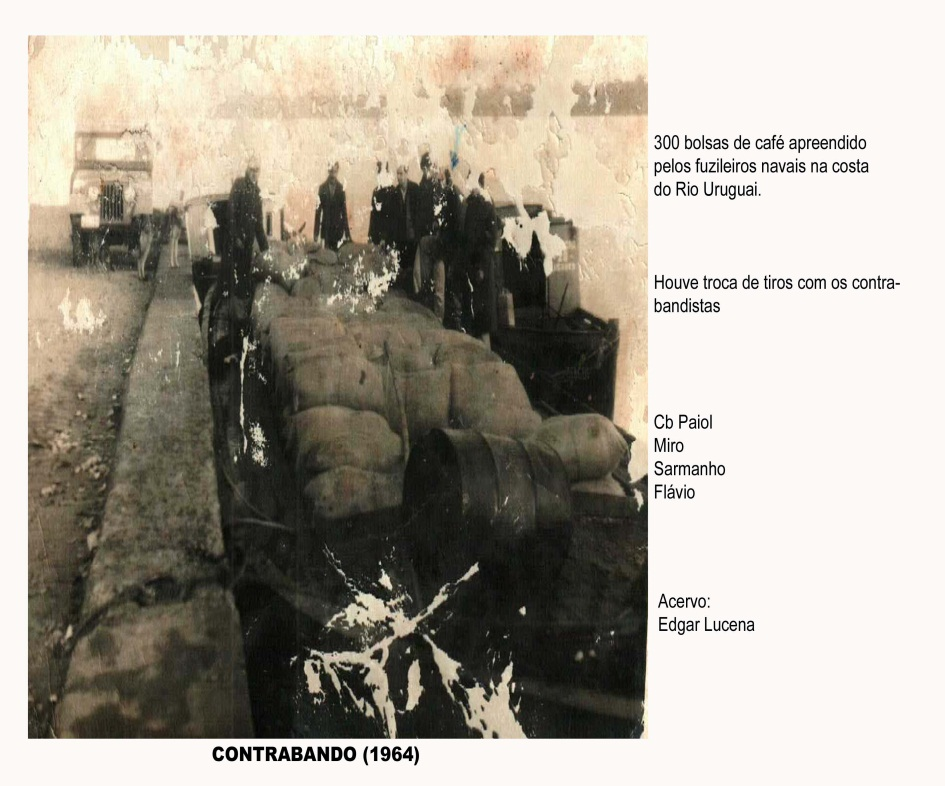 300 bolsas de café apreendido
pelos fuzileiros navais na costa
do Rio Uruguai.
Houve troca de tiros com os contra-
bandistas
Cb Paiol
Miro
Sarmanho
Flávio
Acervo:
Edgar Lucena
CONTRABANDO (1964)